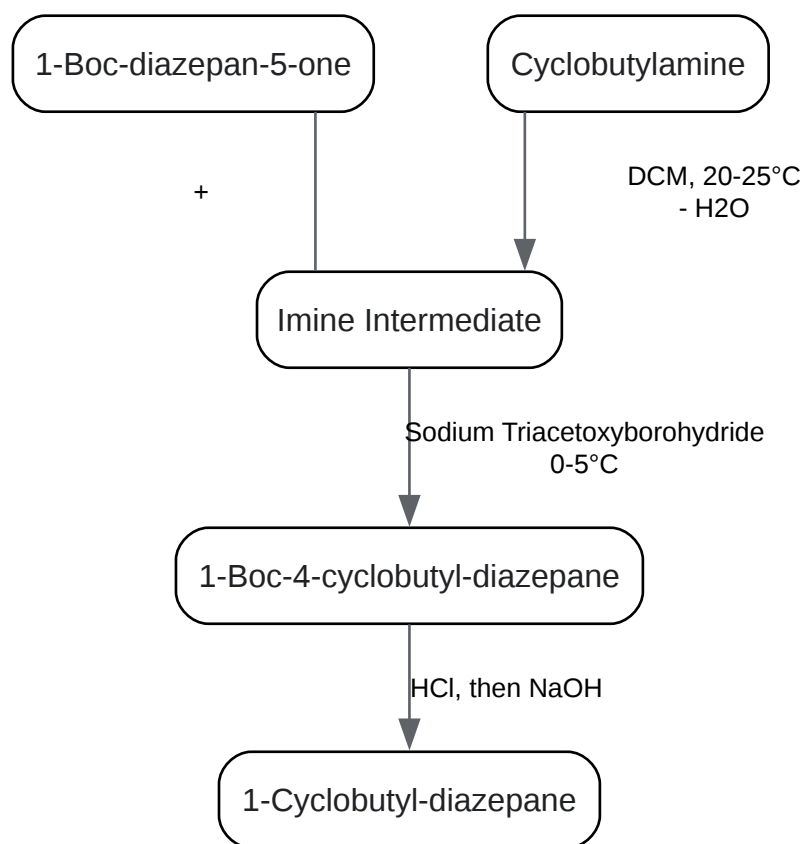 1-Boc-diazepan-5-one
Cyclobutylamine
+
DCM, 20-25°C
- H2O
Imine Intermediate
Sodium Triacetoxyborohydride
0-5°C
1-Boc-4-cyclobutyl-diazepane
HCl, then NaOH
1-Cyclobutyl-diazepane